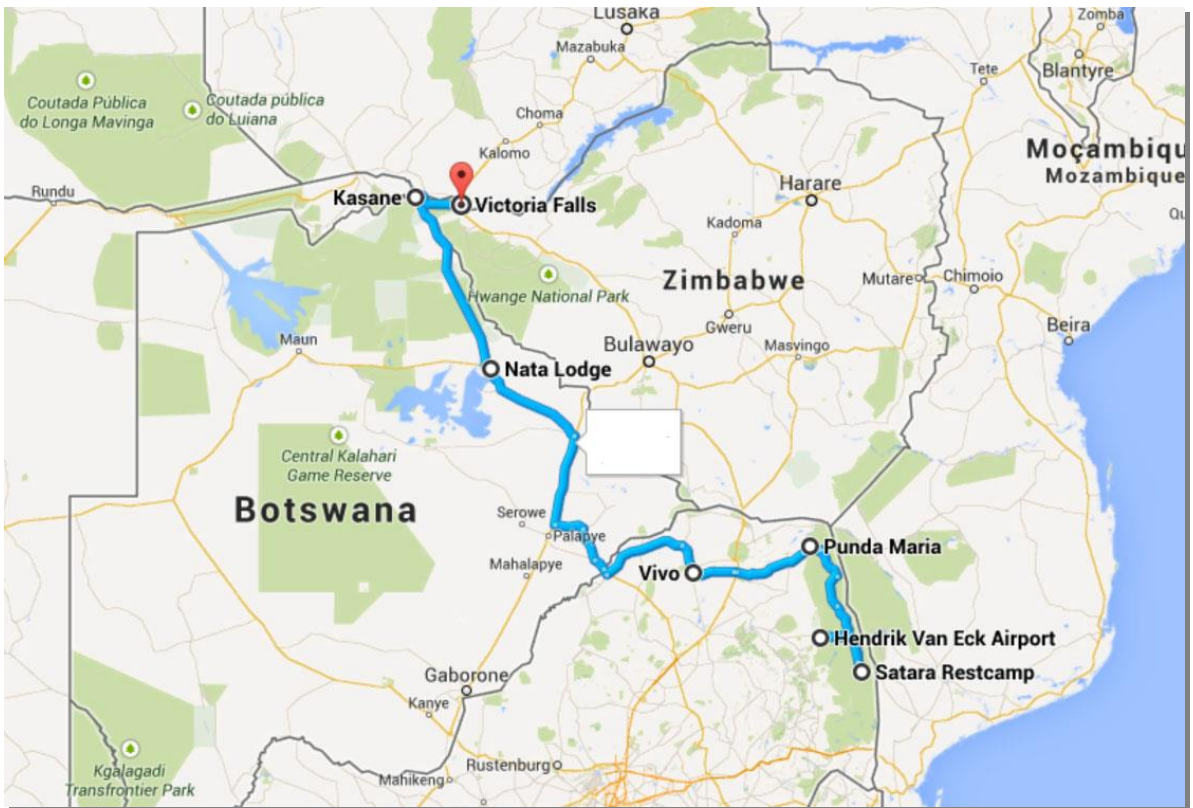 Lusaka
Zomba
Mazabuka
Tete
Blantyre
Coutada Pública
do Longa Mavinga
Coutada pública
do Luiana
Choma
Kalomo
Moçambiqu
Mozambique
Rundu
Kasane
Victoria Falls
Harare
Qu
Kadoma
Hwange National Park
Zimbabwe
Mutare
Chimoio
Maun
Gweru
Beira
Bulawayo
Masvingo
Nata Lodge
Central Kalahari
Game Reserve
Botswana
Serowe
Palapye
Mahalapye
Vivo
Punda Maria
Hendrik Van Eck Airport
Satara Restcamp
Gaborone
Kanye
Kgalagadi
Transfrontier Park
Mahikeng
Rustenburg